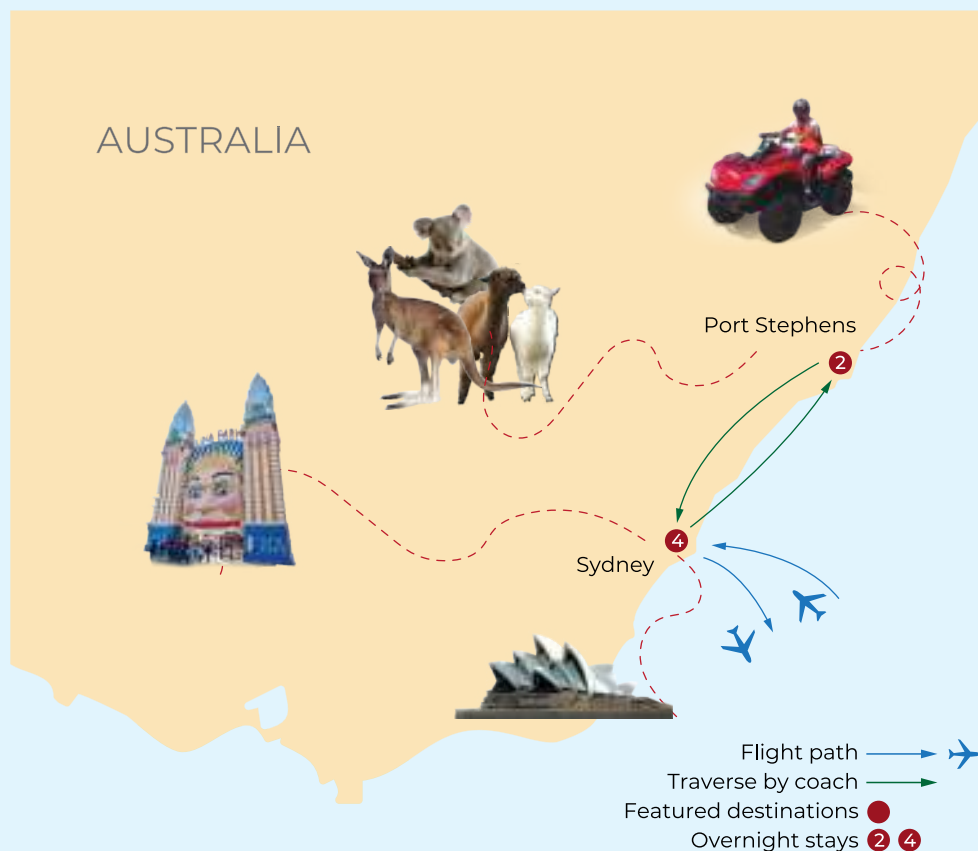 AUSTRALIA
Port Stephens
2
4
Sydney
Flight path
Traverse by coach
Featured destinations
Overnight stays 2 4